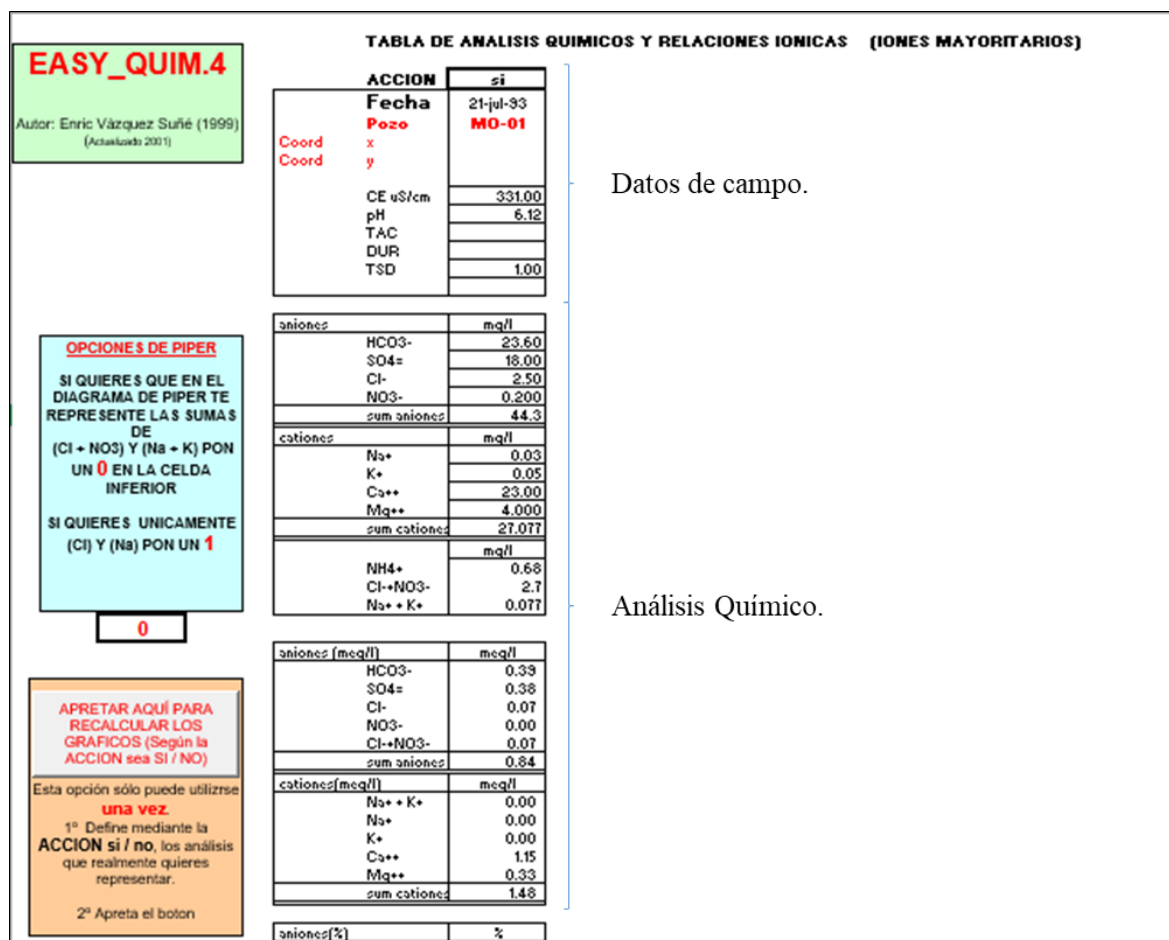 TABLA DE ANALISIS QUIMICOS Y RELACIONES IONICAS (IONES MAYORITARIOS)
EASY_QUIM.4
Autor: Enric Vázquez Suñé (1999)
(Actualizado 2001)
ACCION si
Fecha 21-jul-93
Pozo MO-01
Coord x
Coord y
CE uS/cm 331.00
pH 6.12
TAC
DUR
TSD 1.00
Datos de campo.
aniones mg/l
HCO3- 23.60
SO4= 18.00
Cl- 2.50
NO3- 0.200
sum aniones 44.3
cationes mg/l
Na+ 0.03
K+ 0.05
Ca++ 23.00
Mg++ 4.000
sum cationes 27.077
mg/l
NH4+ 0.68
Cl-+NO3- 2.7
Na+ + K+ 0.077
Análisis Químico.
OPCIONES DE PIPER
SI QUIERES QUE EN EL
DIAGRAMA DE PIPER TE
REPRESENTE LAS SUMAS
DE
(Cl + NO3) Y (Na + K) PON
UN 0 EN LA CELDA
INFERIOR
SI QUIERES UNICAMENTE
(Cl) Y (Na) PON UN 1
0
aniones (meq/l) meq/l
HCO3- 0.39
SO4= 0.38
Cl- 0.07
NO3- 0.00
Cl-+NO3- 0.07
sum aniones 0.84
cationes(meq/l) meq/l
Na+ + K+ 0.00
Na+ 0.00
K+ 0.00
Ca++ 1.15
Mg++ 0.33
sum cationes 1.48
aniones(%) %
APRETAR AQUÍ PARA
RECALCULAR LOS
GRAFICOS (Según la
ACCION sea SI / NO)
Esta opción sólo puede utilizrse
una vez.
1º Define mediante la
ACCION si / no, los análisis
que realmente quieres
representar.
2º Apreta el boton